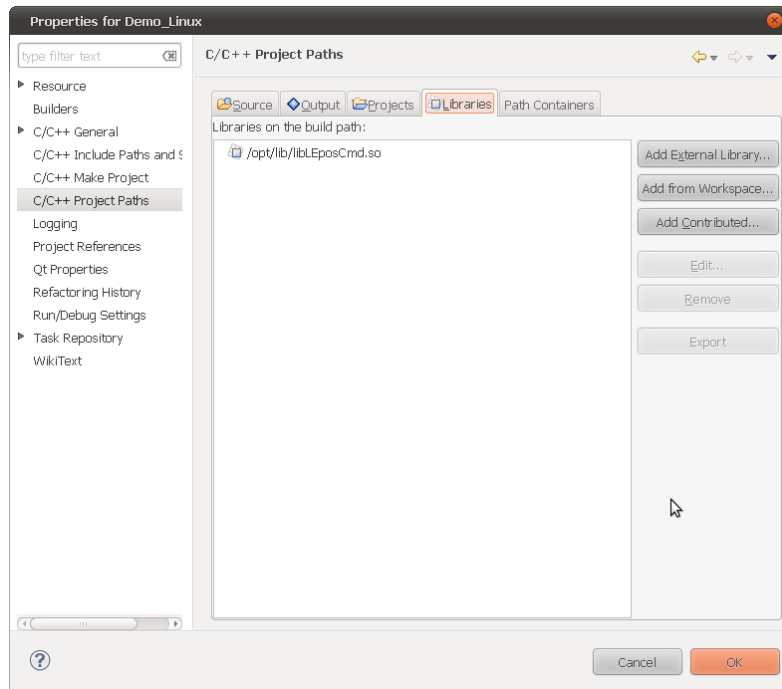 Properties for Demo_Linux
type filter text
C/C++ Project Paths
Resource
Builders
C/C++ General
C/C++ Include Paths and S
C/C++ Make Project
C/C++ Project Paths
Logging
Project References
Qt Properties
Refactoring History
Run/Debug Settings
Task Repository
WikiText
Source
Output
Projects
Libraries
Path Containers
Libraries on the build path:
/opt/lib/libLEposCmd.so
Add External Library...
Add from Workspace...
Add Contributed...
Edit...
Remove
Export
Cancel
OK